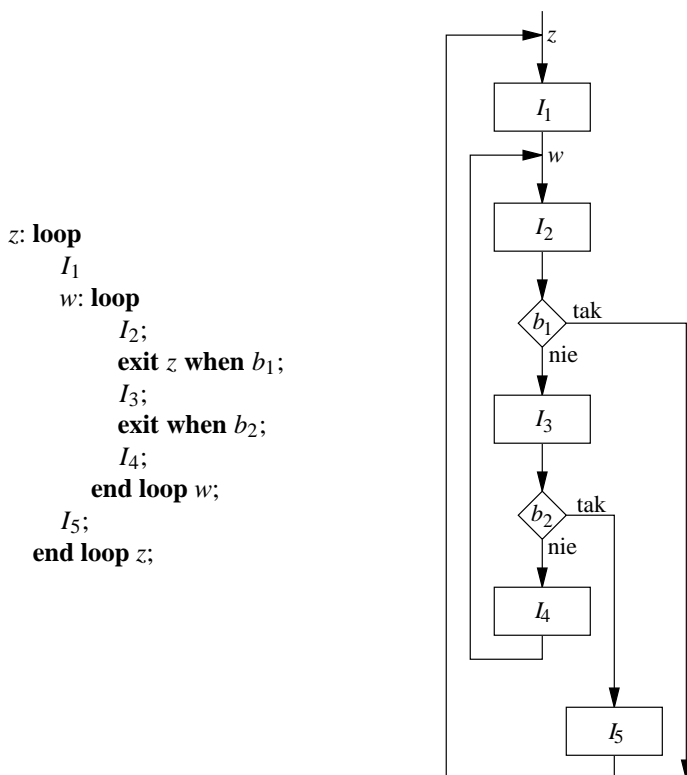 z: loop
I₁
w: loop
I₂;
exit z when b₁;
I₃;
exit when b₂;
I₄;
end loop w;
I₅;
end loop z;
z
I₁
w
I₂
b₁ tak
nie
I₃
b₂ tak
nie
I₄
I₅